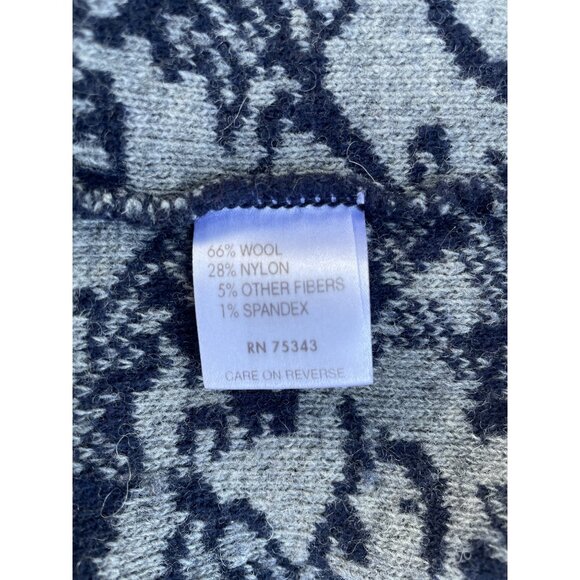 66% WOOL
28% NYLON
5% OTHER FIBERS
1% SPANDEX
RN 75343
CARE ON REVERSE